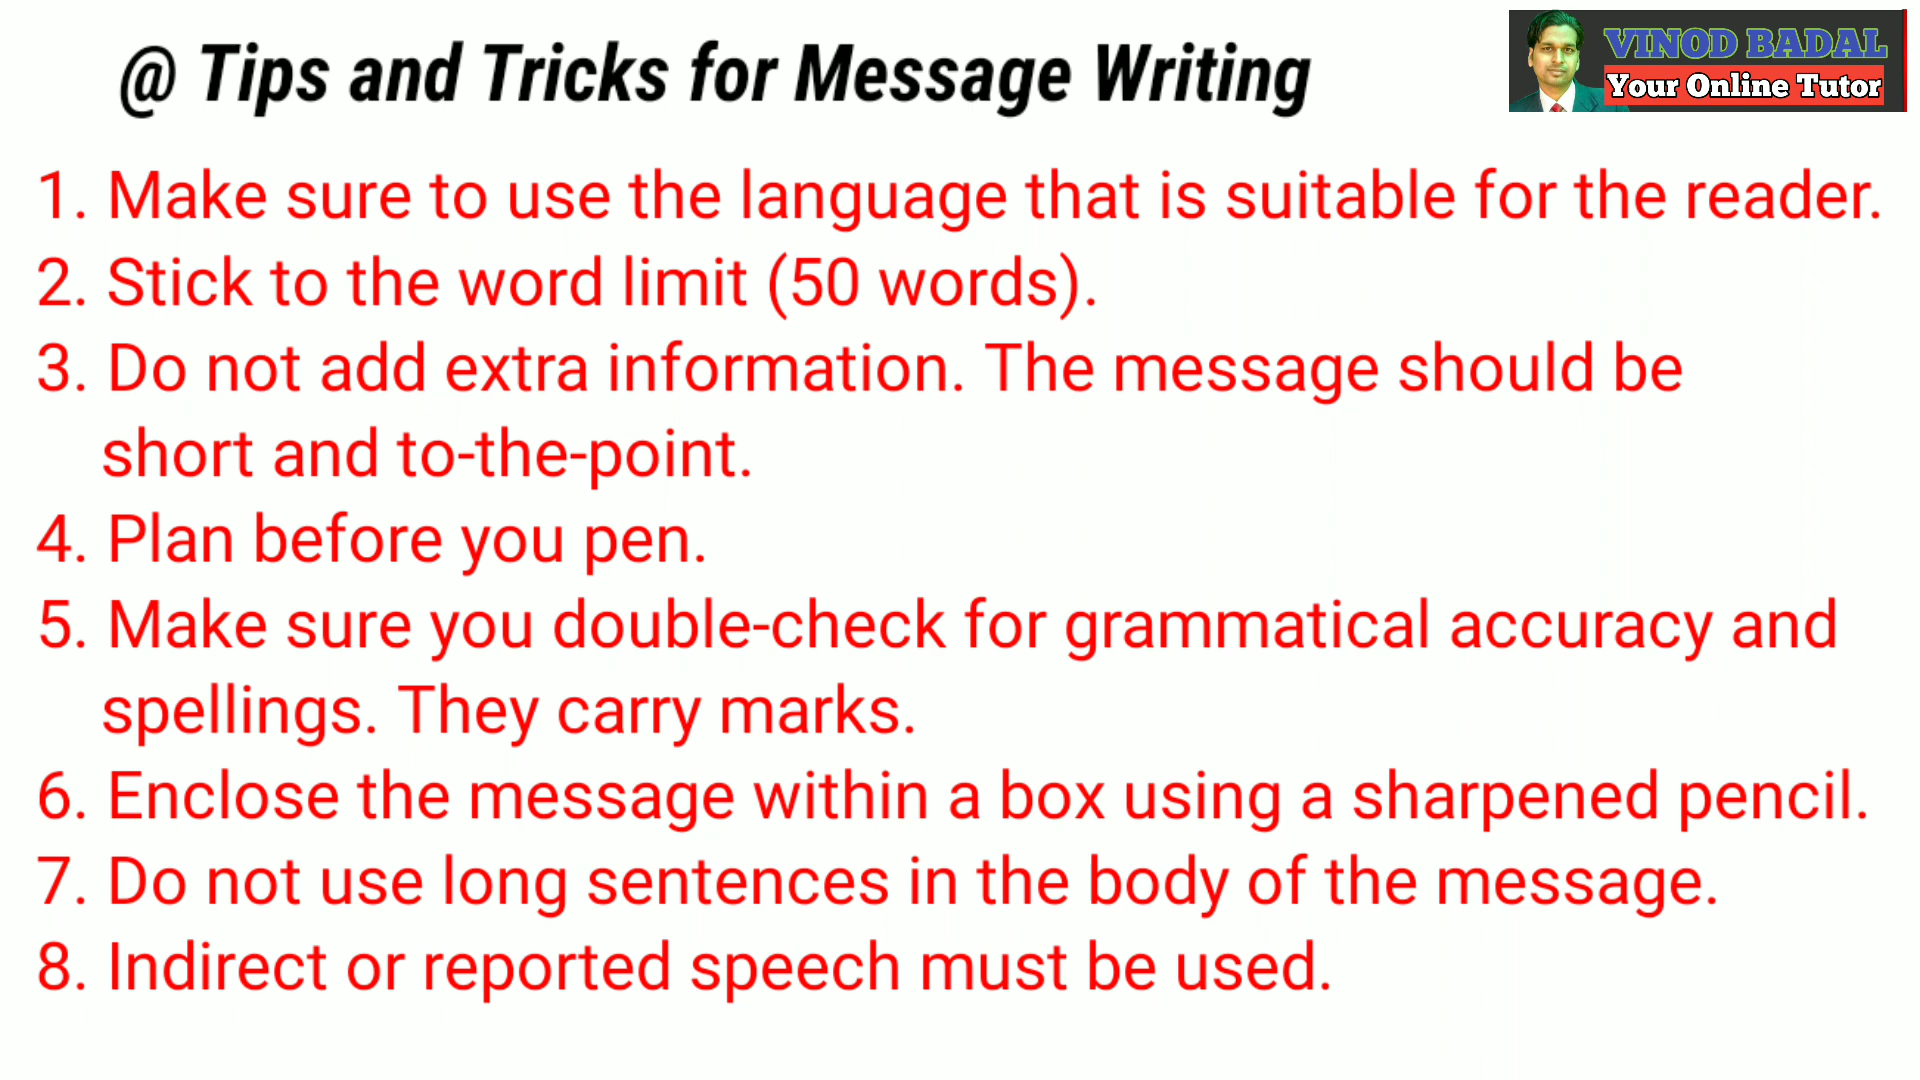 @ Tips and Tricks for Message Writing
VINOD BADAL
Your Online Tutor
1. Make sure to use the language that is suitable for the reader.
2. Stick to the word limit (50 words).
3. Do not add extra information. The message should be
short and to-the-point.
4. Plan before you pen.
5. Make sure you double-check for grammatical accuracy and
spellings. They carry marks.
6. Enclose the message within a box using a sharpened pencil.
7. Do not use long sentences in the body of the message.
8. Indirect or reported speech must be used.